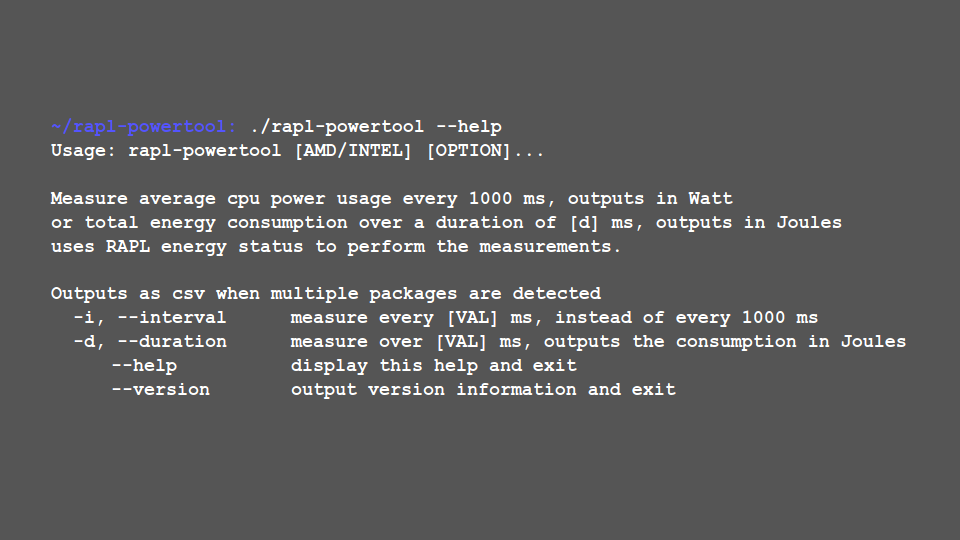 ~/rapl-powertool: ./rapl-powertool --help
Usage: rapl-powertool [AMD/INTEL] [OPTION]...
Measure average cpu power usage every 1000 ms, outputs in Watt
or total energy consumption over a duration of [d] ms, outputs in Joules
uses RAPL energy status to perform the measurements.
Outputs as csv when multiple packages are detected
-i, --interval measure every [VAL] ms, instead of every 1000 ms
-d, --duration measure over [VAL] ms, outputs the consumption in Joules
--help display this help and exit
--version output version information and exit